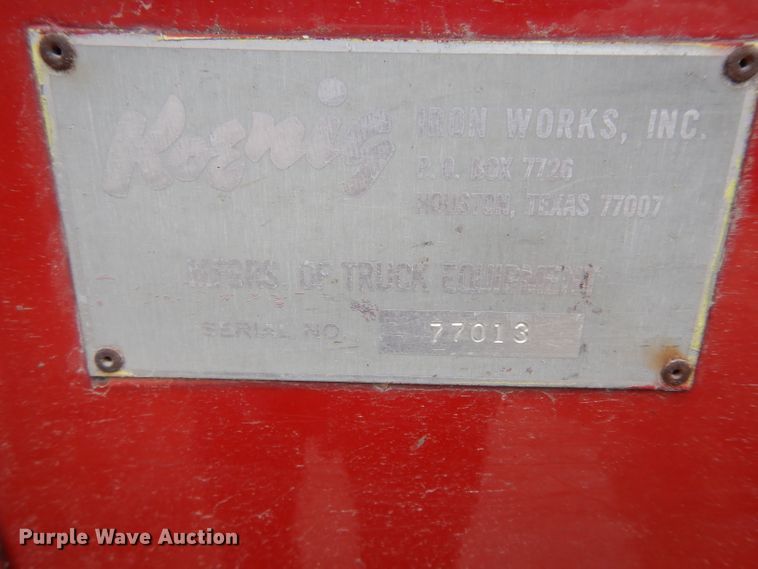 Koenig IRON WORKS, INC.
P. O. BOX 7726
HOUSTON, TEXAS 77007
MFGRS. OF TRUCK EQUIPMENT
SERIAL NO. 77013
Purple Wave Auction